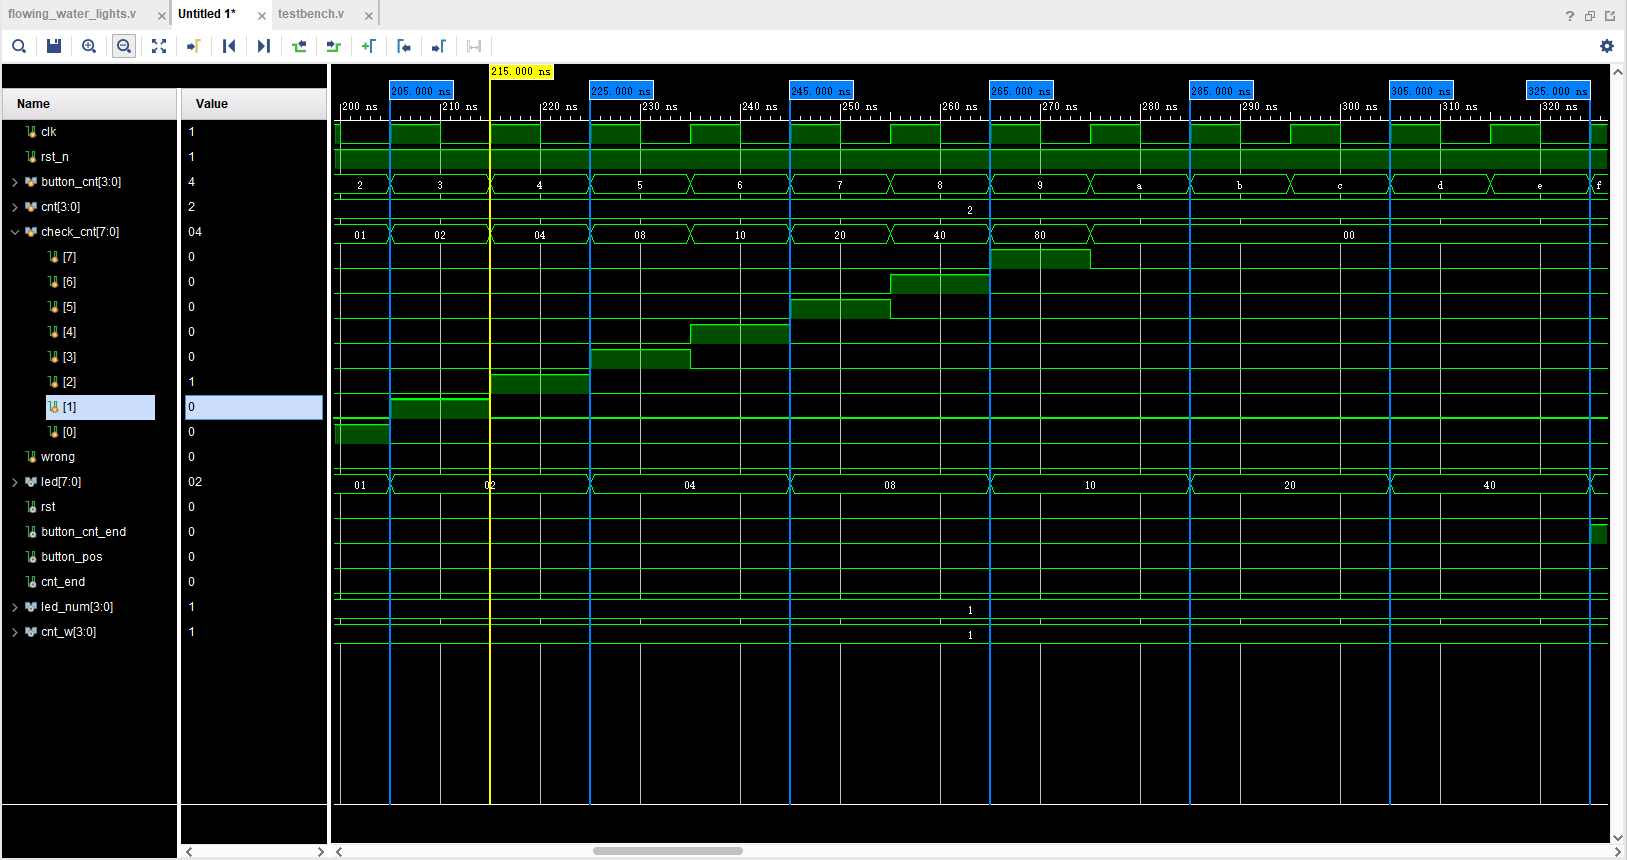 flowing_water_lights.v × Untitled 1* × testbench.v ×
?
215.000 ns
205.000 ns 225.000 ns 245.000 ns 265.000 ns 285.000 ns 305.000 ns 325.000 ns
Name Value
200 ns 210 ns 220 ns 230 ns 240 ns 250 ns 260 ns 270 ns 280 ns 290 ns 300 ns 310 ns 320 ns
clk 1
rst_n 1
button_cnt[3:0] 4 2 3 4 5 6 7 8 9 a b c d e f
cnt[3:0] 2 2
check_cnt[7:0] 04 01 02 04 08 10 20 40 80 00
[7] 0
[6] 0
[5] 0
[4] 0
[3] 0
[2] 1
[1] 0
[0] 0
wrong 0
led[7:0] 02 01 02 04 08 10 20 40
rst 0
button_cnt_end 0
button_pos 0
cnt_end 0
led_num[3:0] 1 1
cnt_w[3:0] 1 1